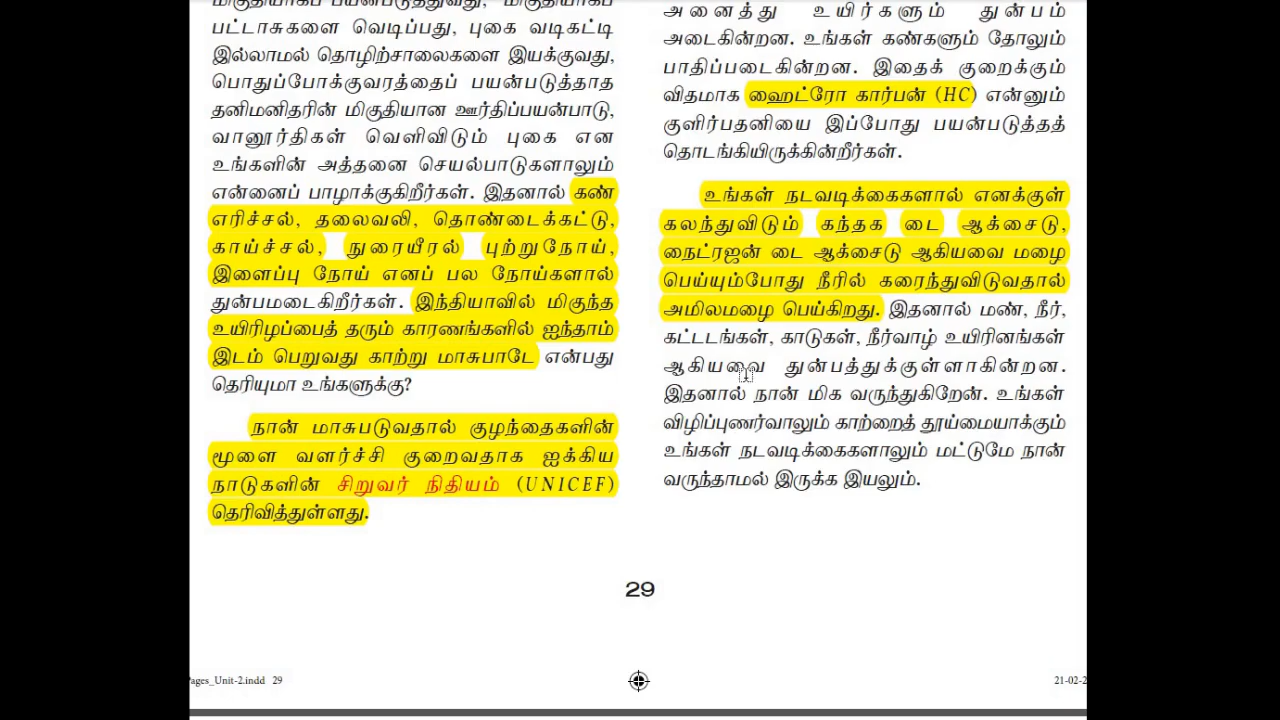 மிகுதியாகப் பயன்படுத்துவது, மிகுதியாகப்
பட்டாசுகளை வெடிப்பது, புகை வடிகட்டி
இல்லாமல் தொழிற்சாலைகளை இயக்குவது,
பொதுப்போக்குவரத்தைப் பயன்படுத்தாத
தனிமனிதரின் மிகுதியான ஊர்திப்பயன்பாடு,
வானூர்திகள் வெளிவிடும் புகை என
உங்களின் அத்தனை செயல்பாடுகளாலும்
என்னைப் பாழாக்குகிறீர்கள். இதனால் கண்
எரிச்சல், தலைவலி, தொண்டைக்கட்டு,
காய்ச்சல், நுரையீரல் புற்றுநோய்,
இளைப்பு நோய் எனப் பல நோய்களால்
துன்பமடைகிறீர்கள். இந்தியாவில் மிகுந்த
உயிரிழப்பைத் தரும் காரணங்களில் ஐந்தாம்
இடம் பெறுவது காற்று மாசுபாடே என்பது
தெரியுமா உங்களுக்கு?
நான் மாசுபடுவதால் குழந்தைகளின்
மூளை வளர்ச்சி குறைவதாக ஐக்கிய
நாடுகளின் சிறுவர் நிதியம் (UNICEF)
தெரிவித்துள்ளது.
அனைத்து உயிர்களும் துன்பம்
அடைகின்றன. உங்கள் கண்களும் தோலும்
பாதிப்படைகின்றன. இதைக் குறைக்கும்
விதமாக ஹைட்ரோ கார்பன் (HC) என்னும்
குளிர்பதனியை இப்போது பயன்படுத்தத்
தொடங்கியிருக்கின்றீர்கள்.
உங்கள் நடவடிக்கைகளால் எனக்குள்
கலந்துவிடும் கந்தக டை ஆக்சைடு,
நைட்ரஜன் டை ஆக்சைடு ஆகியவை மழை
பெய்யும்போது நீரில் கரைந்துவிடுவதால்
அமிலமழை பெய்கிறது. இதனால் மண், நீர்,
கட்டடங்கள், காடுகள், நீர்வாழ் உயிரினங்கள்
ஆகியவை துன்பத்துக்குள்ளாகின்றன.
இதனால் நான் மிக வருந்துகிறேன். உங்கள்
விழிப்புணர்வாலும் காற்றைத் தூய்மையாக்கும்
உங்கள் நடவடிக்கைகளாலும் மட்டுமே நான்
வருந்தாமல் இருக்க இயலும்.
29
ages_Unit-2.indd 29
21-02-2